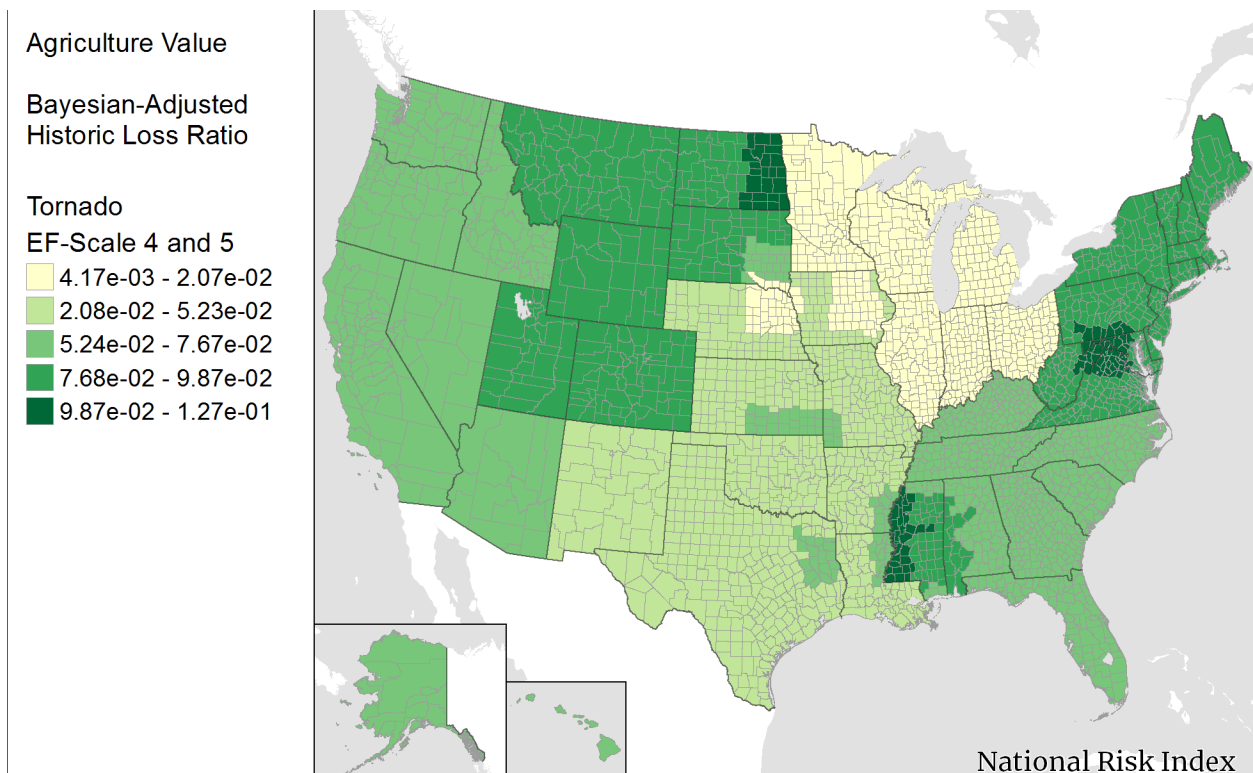 Agriculture Value
Bayesian-Adjusted
Historic Loss Ratio
Tornado
EF-Scale 4 and 5
4.17e-03 - 2.07e-02
2.08e-02 - 5.23e-02
5.24e-02 - 7.67e-02
7.68e-02 - 9.87e-02
9.87e-02 - 1.27e-01
National Risk Index